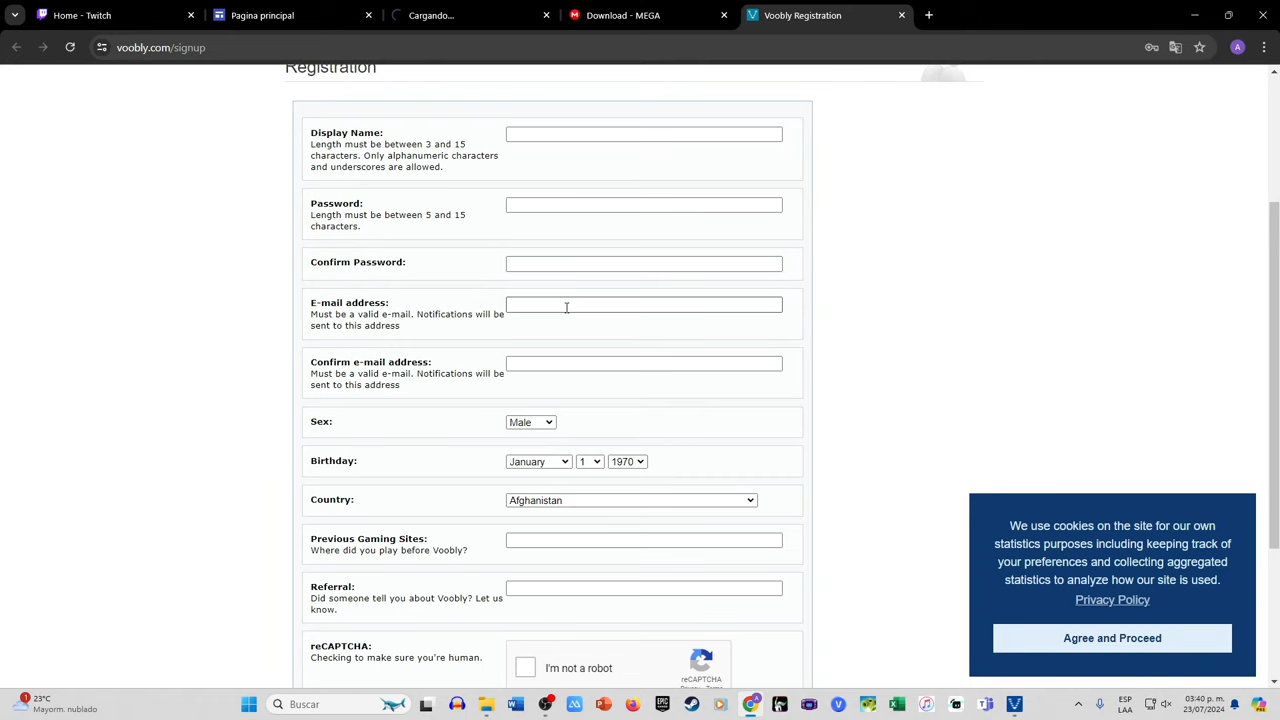 Home - Twitch
Pagina principal
Cargando...
Download - MEGA
Voobly Registration
voobly.com/signup
A
Registration
Display Name:
Length must be between 3 and 15
characters. Only alphanumeric characters
and underscores are allowed.
Password:
Length must be between 5 and 15
characters.
Confirm Password:
E-mail address:
Must be a valid e-mail. Notifications will be
sent to this address
Confirm e-mail address:
Must be a valid e-mail. Notifications will be
sent to this address
Sex:
Male
Birthday:
January
1
1970
Country:
Afghanistan
Previous Gaming Sites:
Where did you play before Voobly?
Referral:
Did someone tell you about Voobly? Let us
know.
reCAPTCHA:
Checking to make sure you're human.
I'm not a robot
reCAPTCHA
We use cookies on the site for our own
statistics purposes including keeping track of
your preferences and collecting aggregated
statistics to analyze how our site is used.
Privacy Policy
Agree and Proceed
1
23°C
Mayorm. nublado
Buscar
ESP
LAA
03:40 p. m.
23/07/2024